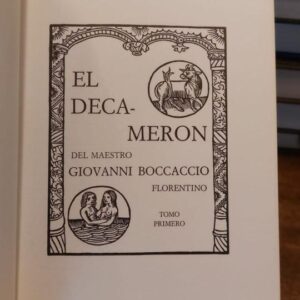 EL
DECA-
MERON
DEL MAESTRO
GIOVANNI BOCCACCIO
FLORENTINO
TOMO
PRIMERO